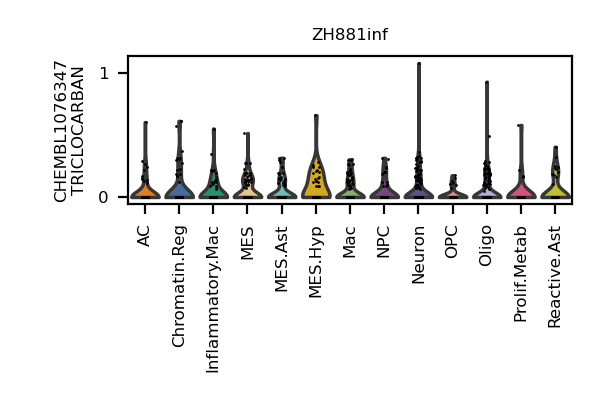 ZH881inf
CHEMBL1076347
TRICLOCARBAN
1
0
AC
Chromatin.Reg
Inflammatory.Mac
MES
MES.Ast
MES.Hyp
Mac
NPC
Neuron
OPC
Oligo
Prolif.Metab
Reactive.Ast